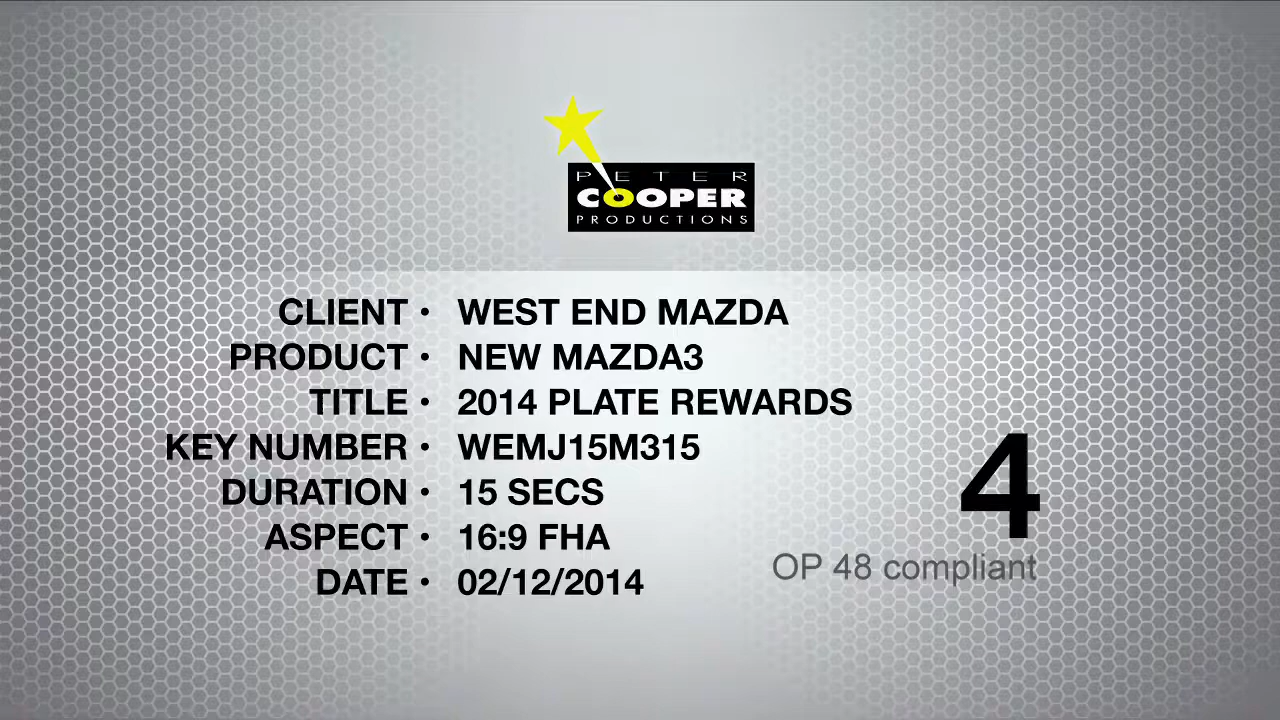 PETER
COOPER
PRODUCTIONS
CLIENT • WEST END MAZDA
PRODUCT • NEW MAZDA3
TITLE • 2014 PLATE REWARDS
KEY NUMBER • WEMJ15M315
DURATION • 15 SECS
ASPECT • 16:9 FHA
DATE • 02/12/2014
4
OP 48 compliant